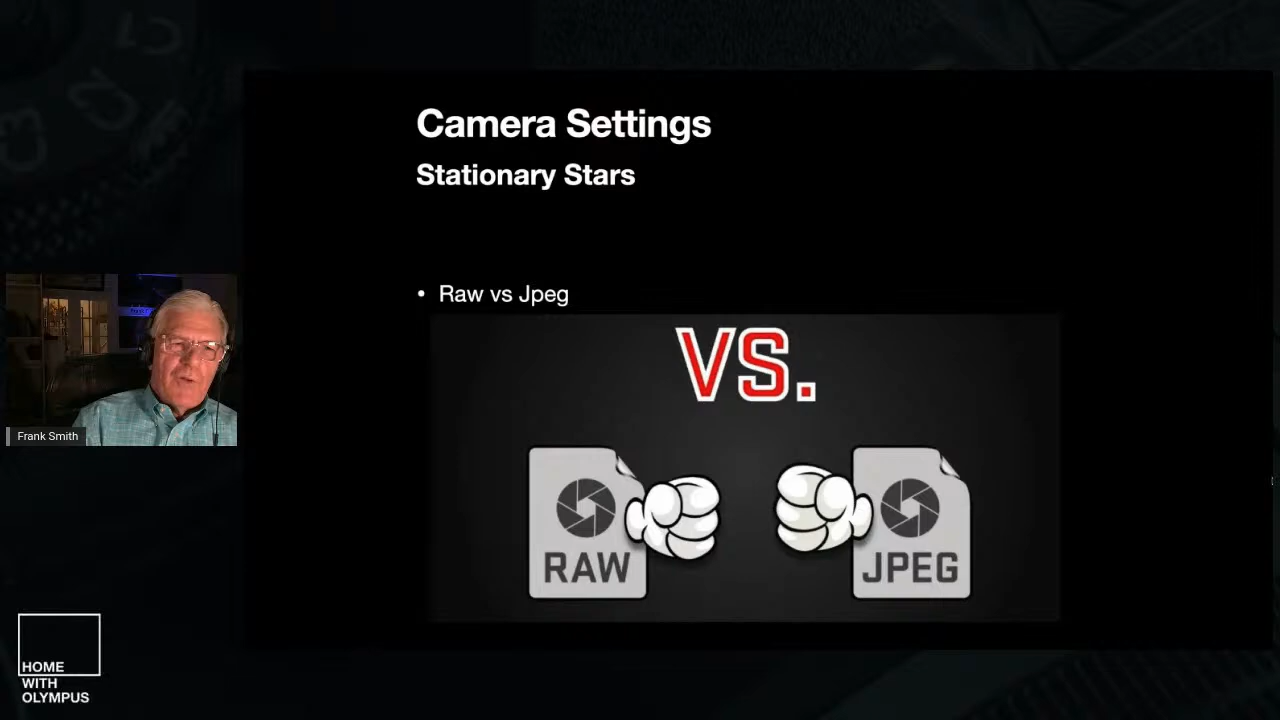 Camera Settings
Stationary Stars
• Raw vs Jpeg
VS.
RAW
JPEG
Frank Smith
HOME
WITH
OLYMPUS